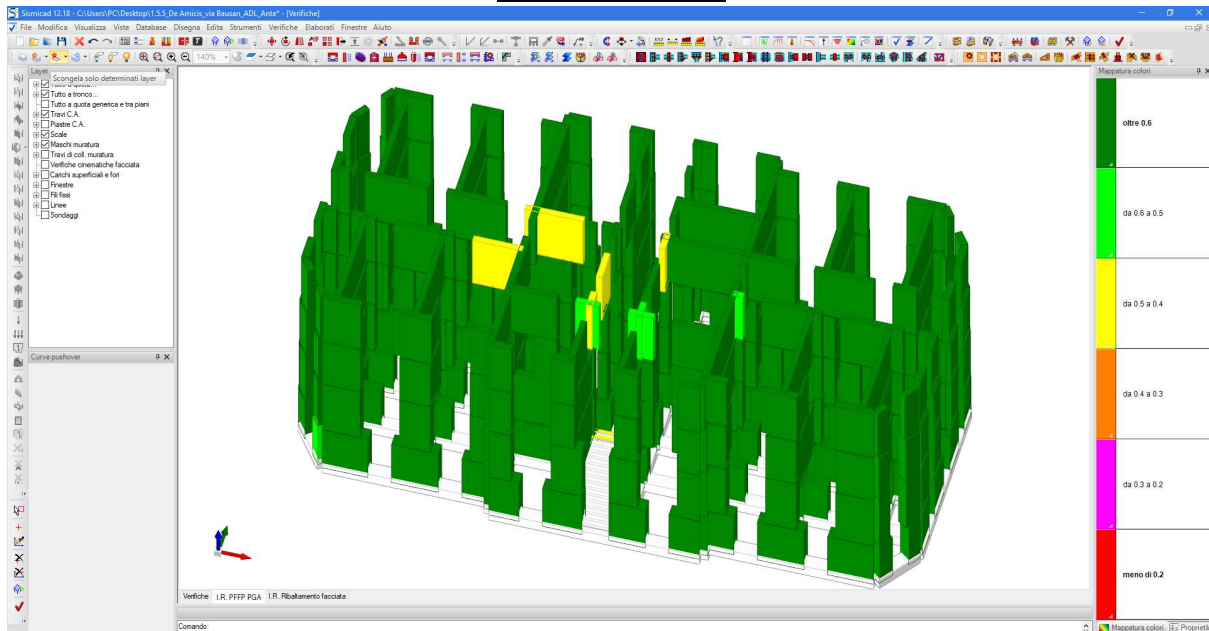 Sismicad 12.18 - C:\Users\PC\Desktop\1.5.5_De Amicis_via Bausan_ADL_Ante* - [Verifiche]
File Modifica Visualizza Viste Database Disegna Edita Strumenti Verifiche Elaborati Finestre Aiuto
140%
Layer
Scongela solo determinati layer
Tutto a quota...
Tutto a tronco...
Tutto a quota generica e tra piani
Travi C.A.
Piastre C.A.
Scale
Maschi muratura
Travi di coll. muratura
Verifiche cinematiche facciata
Carichi superficiali e fori
Finestre
Fili fissi
Linee
Sondaggi
Curve pushover
Mappatura colori
oltre 0.6
da 0.6 a 0.5
da 0.5 a 0.4
da 0.4 a 0.3
da 0.3 a 0.2
meno di 0.2
Verifiche I.R. PFFP PGA I.R. Ribaltamento facciata
Comando:
Mappatura colori Proprietà